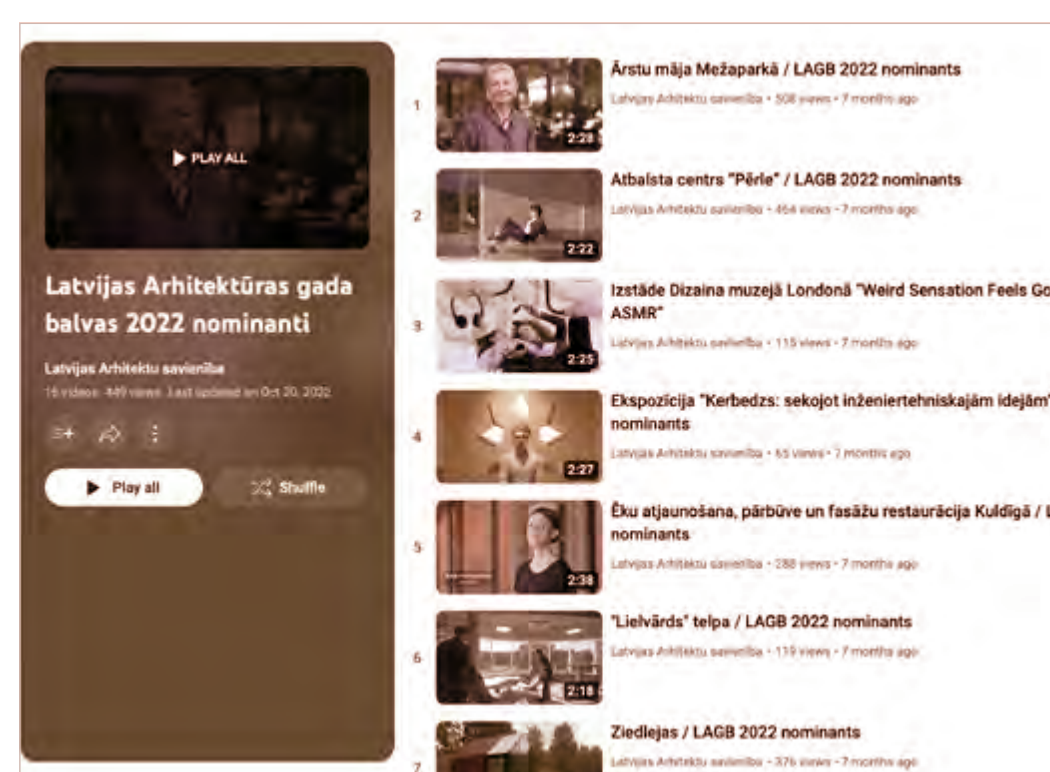 PLAY ALL
Latvijas Arhitektūras gada
balvas 2022 nominanti
Latvijas Arhitektu savienība
16 videos 449 views Last updated on Oct 20, 2022
Play all
Shuffle
1
2:28
Ārstu māja Mežaparkā / LAGB 2022 nominants
Latvijas Arhitektu savienība • 508 views • 7 months ago
2
2:22
Atbalsta centrs "Pērle" / LAGB 2022 nominants
Latvijas Arhitektu savienība • 464 views • 7 months ago
3
2:25
Izstāde Dizaina muzejā Londonā "Weird Sensation Feels Go
ASMR"
Latvijas Arhitektu savienība • 115 views • 7 months ago
4
2:27
Ekspozīcija "Kerbedzs: sekojot inženiertehniskajām idejām"
nominants
Latvijas Arhitektu savienība • 65 views • 7 months ago
5
2:38
Ēku atjaunošana, pārbūve un fasāžu restaurācija Kuldīgā / L
nominants
Latvijas Arhitektu savienība • 288 views • 7 months ago
6
2:18
"Lielvārds" telpa / LAGB 2022 nominants
Latvijas Arhitektu savienība • 119 views • 7 months ago
7
Ziedlejas / LAGB 2022 nominants
Latvijas Arhitektu savienība • 376 views • 7 months ago